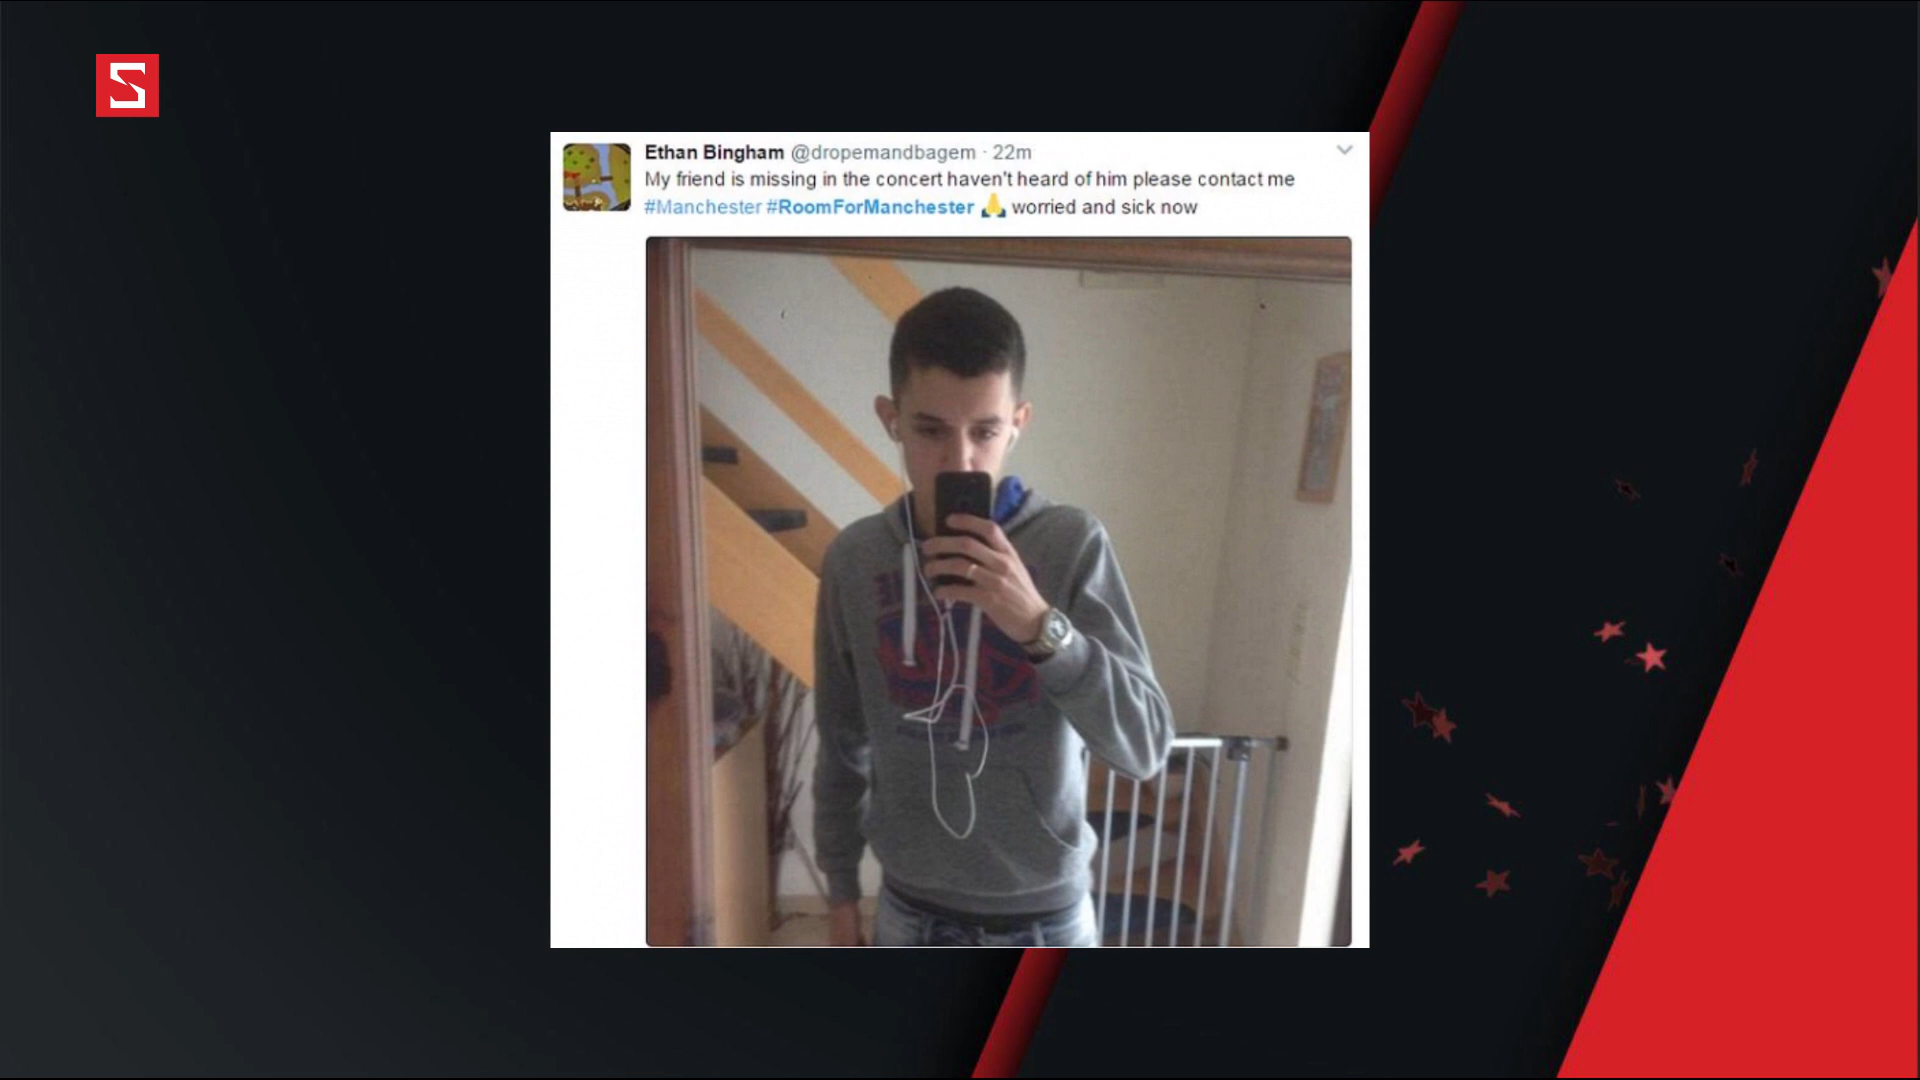 S
Ethan Bingham @dropemandbagem · 22m
My friend is missing in the concert haven't heard of him please contact me
#Manchester #RoomForManchester 🙏 worried and sick now